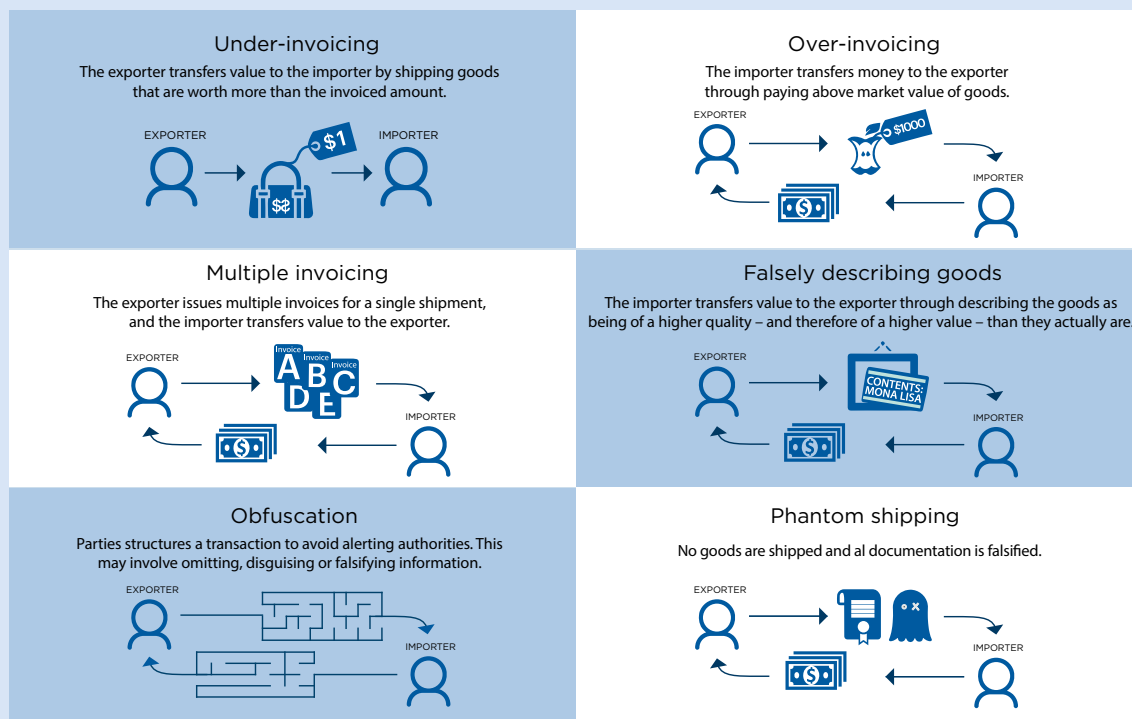 Under-invoicing
The exporter transfers value to the importer by shipping goods
that are worth more than the invoiced amount.
EXPORTER
$1
IMPORTER
$$
Over-invoicing
The importer transfers money to the exporter
through paying above market value of goods.
EXPORTER
$1000
IMPORTER
$
Multiple invoicing
The exporter issues multiple invoices for a single shipment,
and the importer transfers value to the exporter.
EXPORTER
Invoice
A
Invoice
B
Invoice
C
D
E
IMPORTER
$
Falsely describing goods
The importer transfers value to the exporter through describing the goods as
being of a higher quality – and therefore of a higher value – than they actually are.
EXPORTER
CONTENTS:
MONA LISA
IMPORTER
$
Obfuscation
Parties structures a transaction to avoid alerting authorities. This
may involve omitting, disguising or falsifying information.
EXPORTER
IMPORTER
Phantom shipping
No goods are shipped and al documentation is falsified.
EXPORTER
x
IMPORTER
$